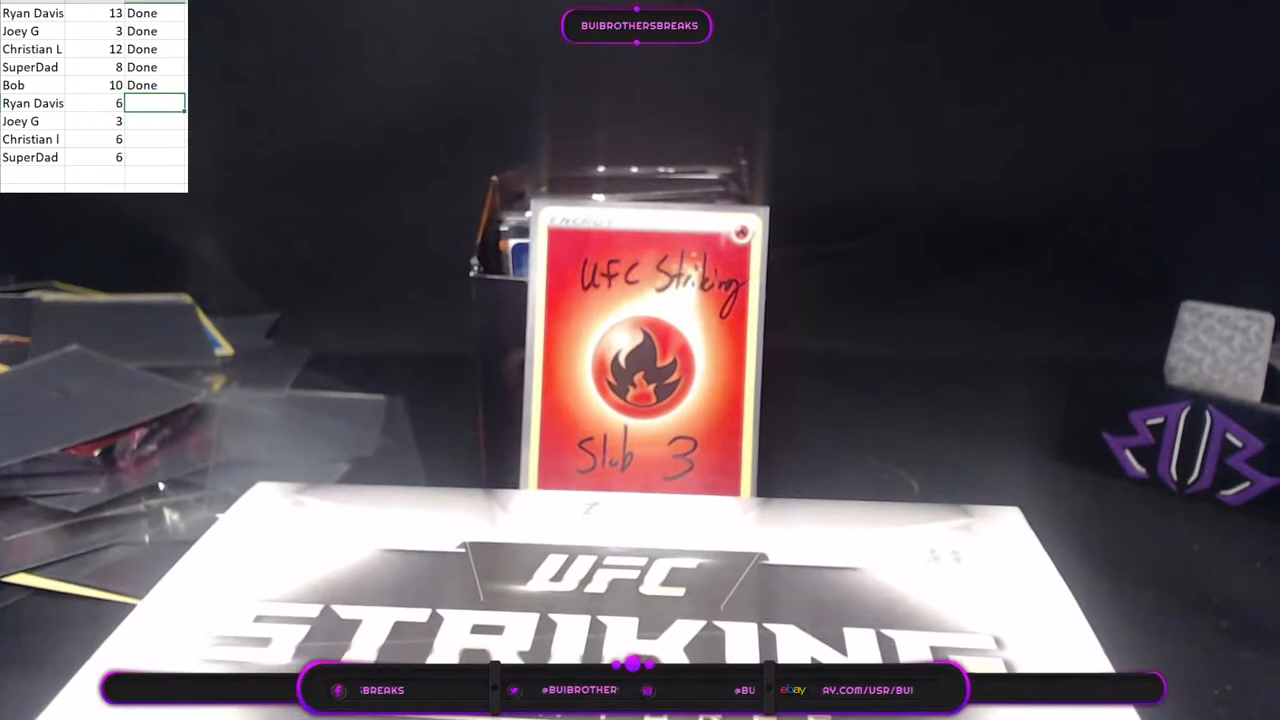 Ryan Davis 13 Done
Joey G 3 Done
Christian L 12 Done
SuperDad 8 Done
Bob 10 Done
Ryan Davis 6
Joey G 3
Christian l 6
SuperDad 6
BUIBROTHERSBREAKS
ENERGY
UFC Striking
Slab 3
UFC
STRIKING
BREAKS @BUIBROTHER @BU ebay AY.COM/USR/BUI